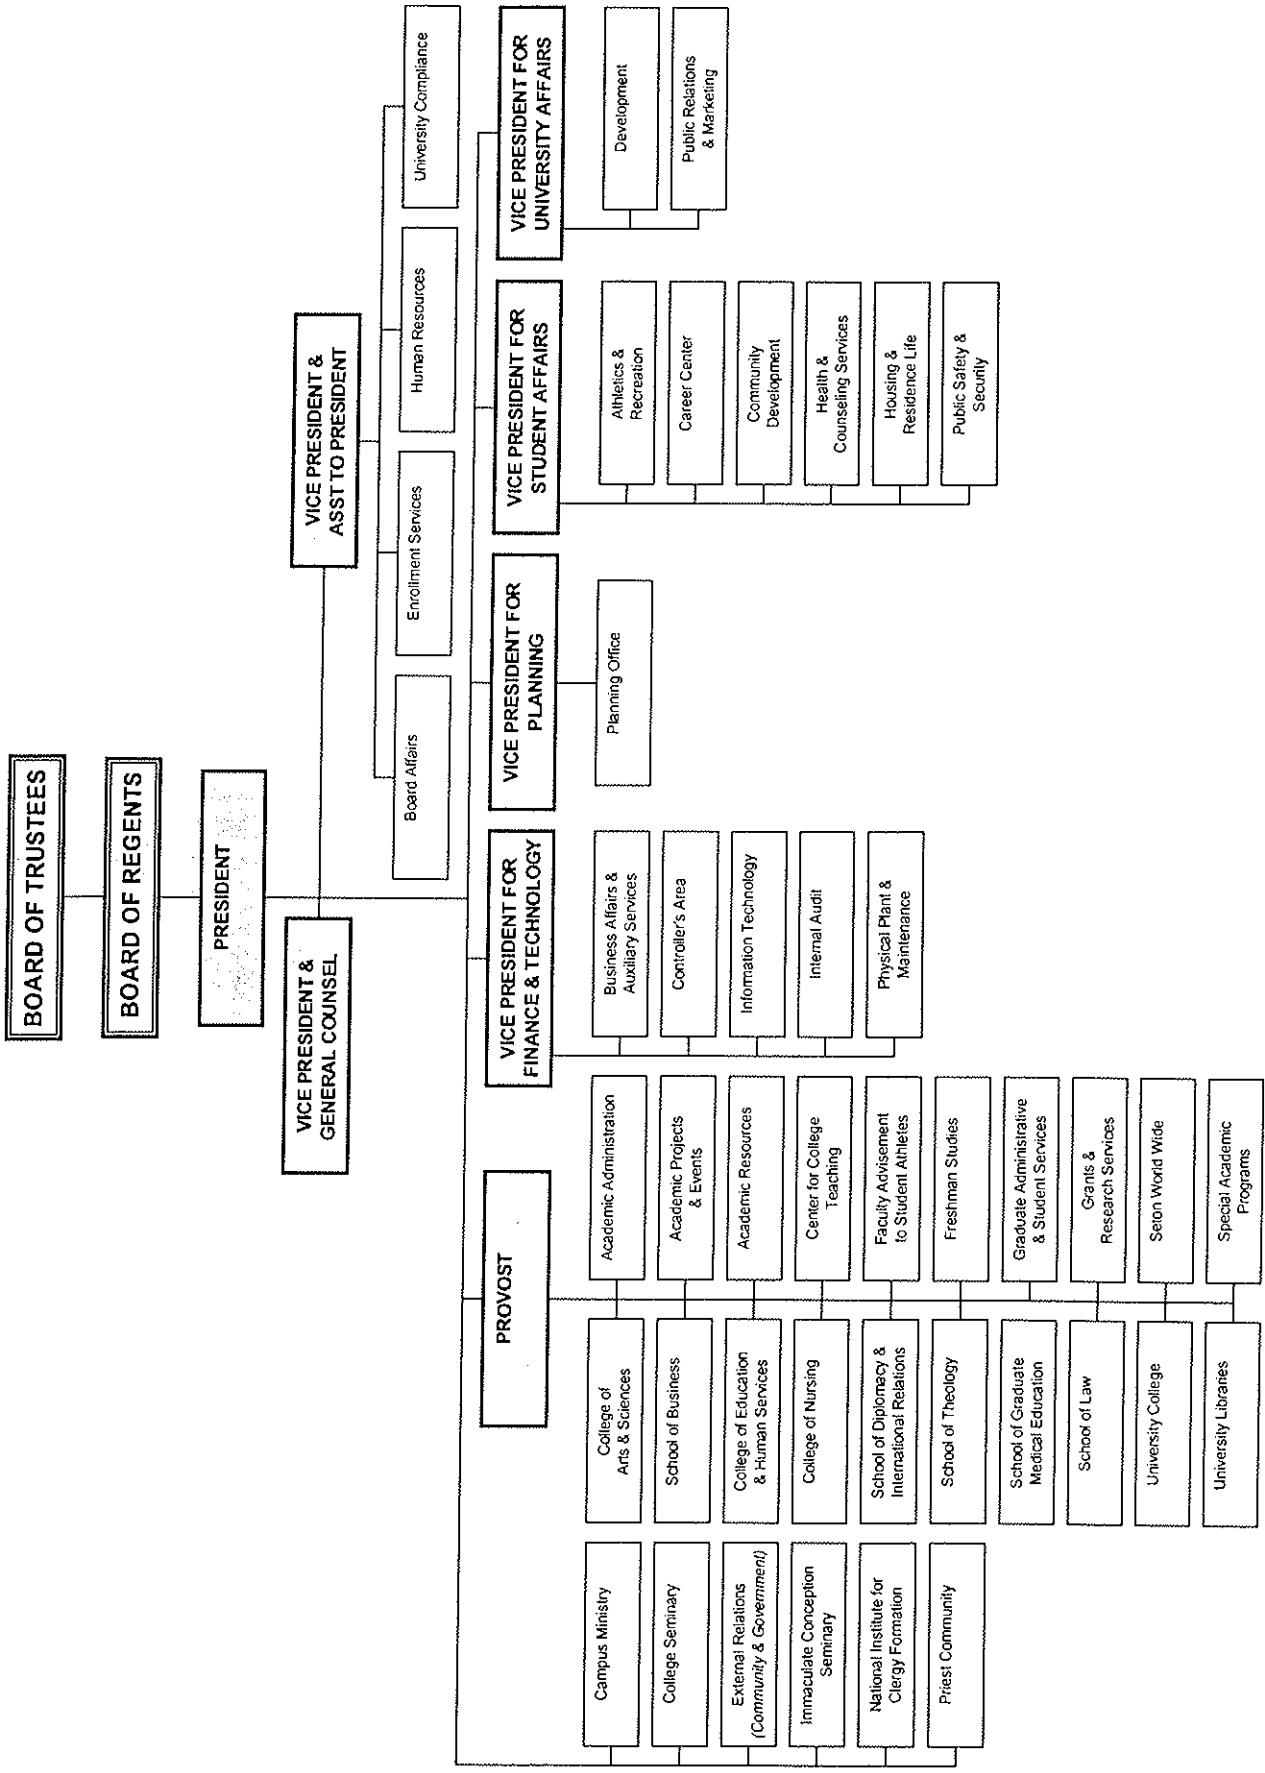 BOARD OF TRUSTEES
BOARD OF REGENTS
PRESIDENT
VICE PRESIDENT &
GENERAL COUNSEL
VICE PRESIDENT &
ASST TO PRESIDENT
Board Affairs
Enrollment Services
Human Resources
University Compliance
PROVOST
VICE PRESIDENT FOR
FINANCE & TECHNOLOGY
VICE PRESIDENT FOR
PLANNING
VICE PRESIDENT FOR
STUDENT AFFAIRS
VICE PRESIDENT FOR
UNIVERSITY AFFAIRS
Campus Ministry
College Seminary
External Relations
(Community & Government)
Immaculate Conception
Seminary
National Institute for
Clergy Formation
Priest Community
College of
Arts & Sciences
School of Business
College of Education
& Human Services
College of Nursing
School of Diplomacy &
International Relations
School of Theology
School of Graduate
Medical Education
School of Law
University College
University Libraries
Academic Administration
Academic Projects
& Events
Academic Resources
Center for College
Teaching
Faculty Advisement
to Student Athletes
Freshman Studies
Graduate Administrative
& Student Services
Grants &
Research Services
Seton World Wide
Special Academic
Programs
Business Affairs &
Auxiliary Services
Controller's Area
Information Technology
Internal Audit
Physical Plant &
Maintenance
Planning Office
Athletics &
Recreation
Career Center
Community
Development
Health &
Counseling Services
Housing &
Residence Life
Public Safety &
Security
Development
Public Relations
& Marketing